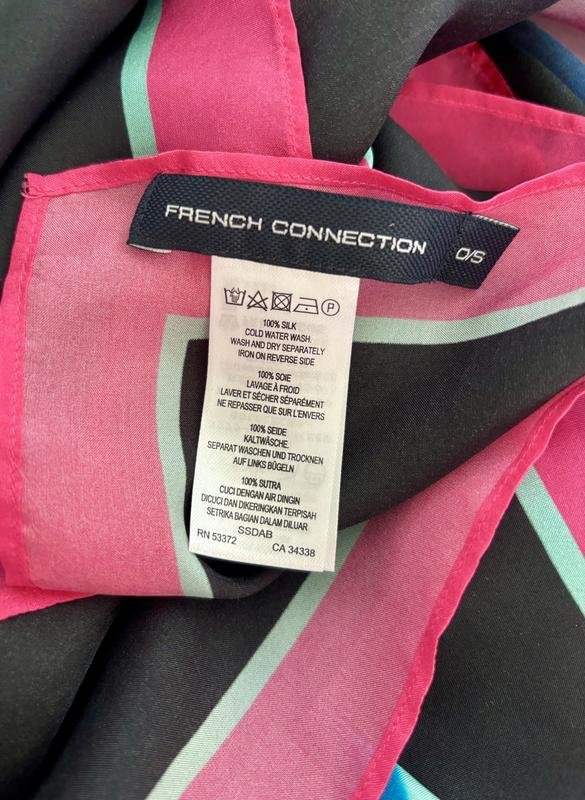 FRENCH CONNECTION
O/S
P
100% SILK
COLD WATER WASH.
WASH AND DRY SEPARATELY
IRON ON REVERSE SIDE
100% SOIE
LAVAGE À FROID
LAVER ET SÉCHER SÉPARÉMENT
NE REPASSER QUE SUR L'ENVERS
100% SEIDE
KALTWÄSCHE.
SEPARAT WASCHEN UND TROCKNEN
AUF LINKS BÜGELN
100% SUTRA
CUCI DENGAN AIR DINGIN
DICUCI DAN DIKERINGKAN TERPISAH
SETRIKA BAGIAN DALAM DILUAR
SSDAB
RN 53372 CA 34338